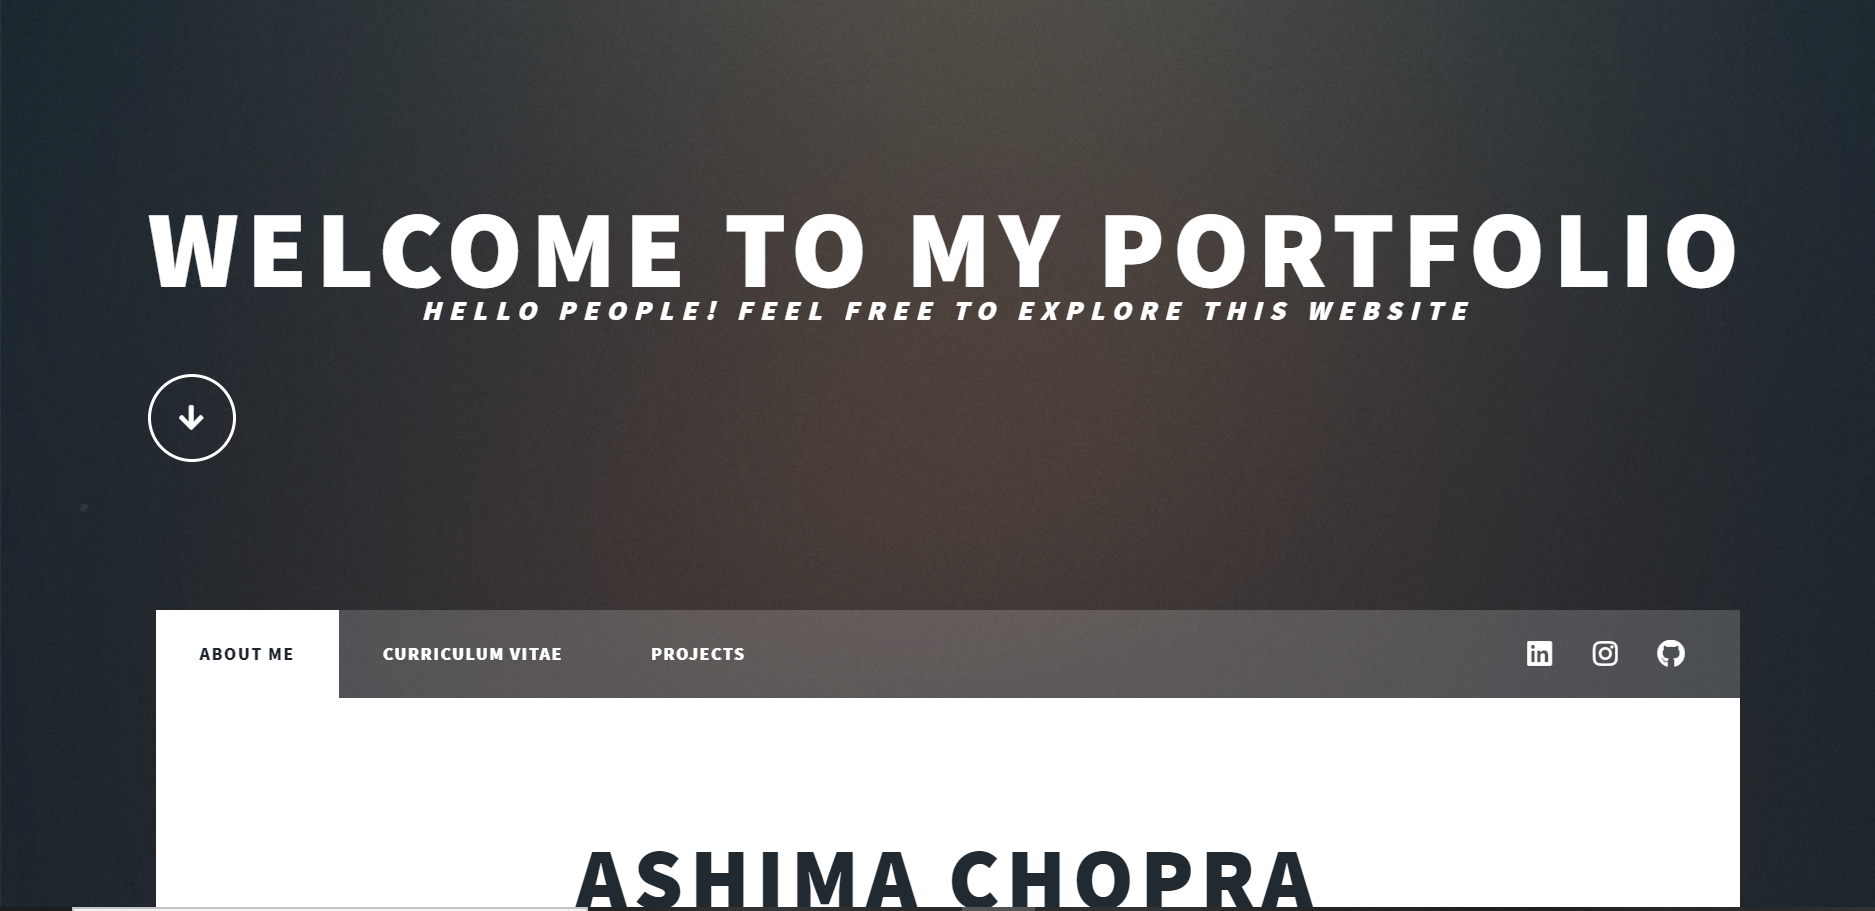 WELCOME TO MY PORTFOLIO
HELLO PEOPLE! FEEL FREE TO EXPLORE THIS WEBSITE
ABOUT ME CURRICULUM VITAE PROJECTS
ASHIMA CHOPRA